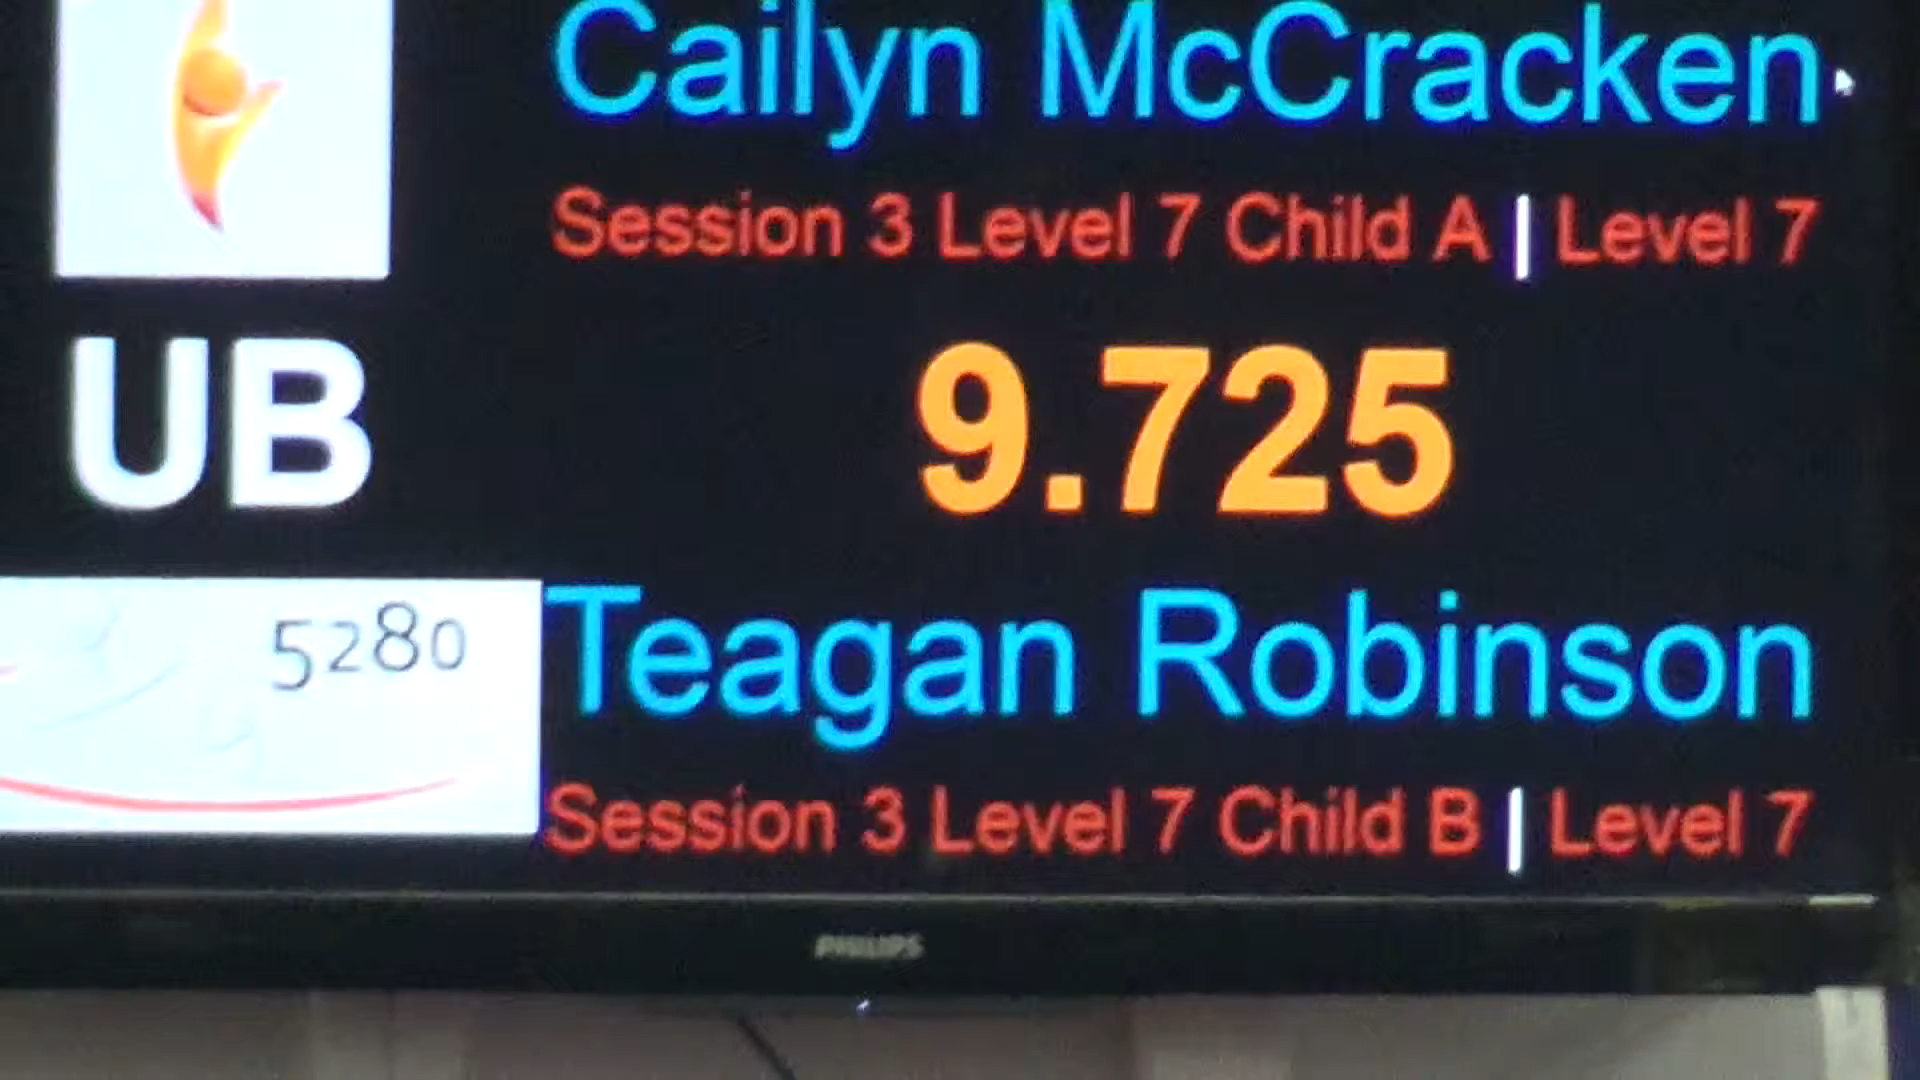 Cailyn McCracken
Session 3 Level 7 Child A | Level 7
UB 9.725
5280
Teagan Robinson
Session 3 Level 7 Child B | Level 7
PHILIPS